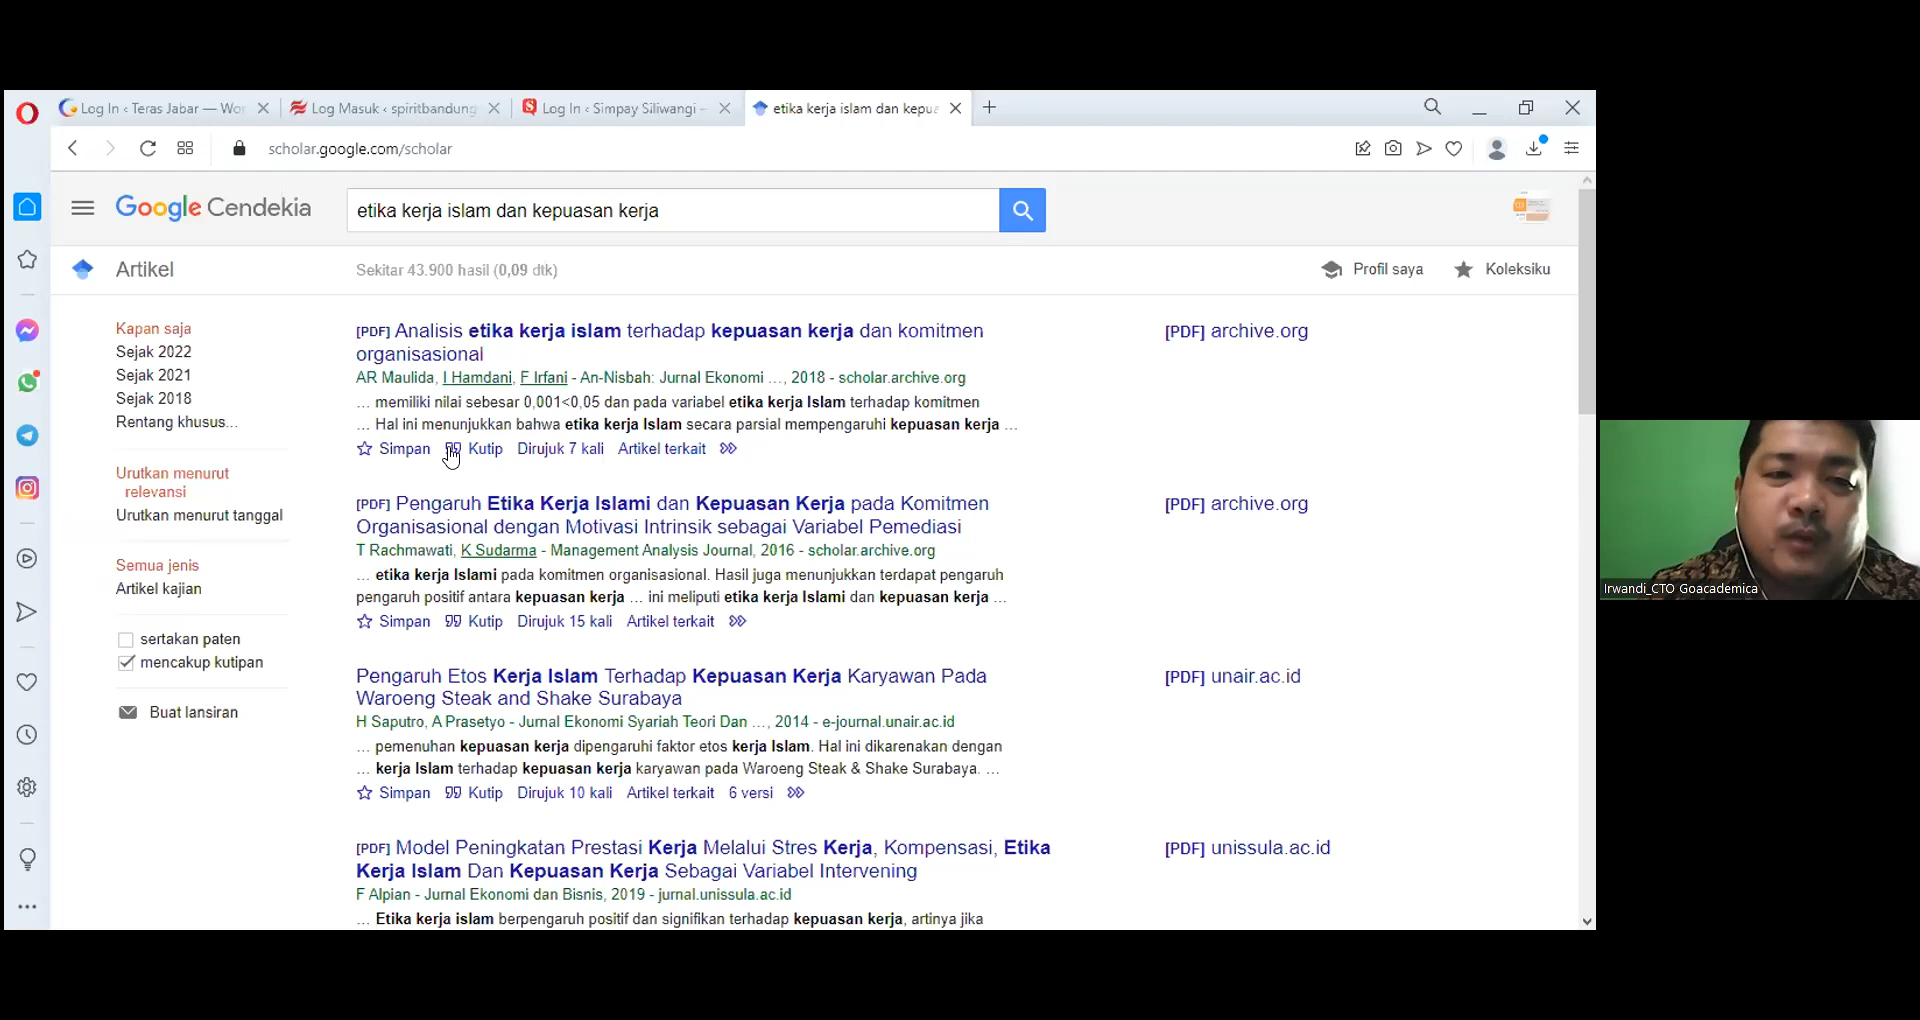 Log In ‹ Teras Jabar — Wor
Log Masuk ‹ spiritbandung
Log In ‹ Simpay Siliwangi -
etika kerja islam dan kepua
scholar.google.com/scholar
Google Cendekia
etika kerja islam dan kepuasan kerja
Artikel
Sekitar 43.900 hasil (0,09 dtk)
Profil saya
Koleksiku
Kapan saja
Sejak 2022
Sejak 2021
Sejak 2018
Rentang khusus...
Urutkan menurut
relevansi
Urutkan menurut tanggal
Semua jenis
Artikel kajian
sertakan paten
mencakup kutipan
Buat lansiran
[PDF] Analisis etika kerja islam terhadap kepuasan kerja dan komitmen
organisasional
AR Maulida, I Hamdani, F Irfani - An-Nisbah: Jurnal Ekonomi …, 2018 - scholar.archive.org
… memiliki nilai sebesar 0,001<0,05 dan pada variabel etika kerja Islam terhadap komitmen
… Hal ini menunjukkan bahwa etika kerja Islam secara parsial mempengaruhi kepuasan kerja …
Simpan Kutip Dirujuk 7 kali Artikel terkait
[PDF] archive.org
[PDF] Pengaruh Etika Kerja Islami dan Kepuasan Kerja pada Komitmen
Organisasional dengan Motivasi Intrinsik sebagai Variabel Pemediasi
T Rachmawati, K Sudarma - Management Analysis Journal, 2016 - scholar.archive.org
… etika kerja Islami pada komitmen organisasional. Hasil juga menunjukkan terdapat pengaruh
pengaruh positif antara kepuasan kerja … ini meliputi etika kerja Islami dan kepuasan kerja …
Simpan Kutip Dirujuk 15 kali Artikel terkait
[PDF] archive.org
Pengaruh Etos Kerja Islam Terhadap Kepuasan Kerja Karyawan Pada
Waroeng Steak and Shake Surabaya
H Saputro, A Prasetyo - Jurnal Ekonomi Syariah Teori Dan …, 2014 - e-journal.unair.ac.id
… pemenuhan kepuasan kerja dipengaruhi faktor etos kerja Islam. Hal ini dikarenakan dengan
… kerja Islam terhadap kepuasan kerja karyawan pada Waroeng Steak & Shake Surabaya. …
Simpan Kutip Dirujuk 10 kali Artikel terkait 6 versi
[PDF] unair.ac.id
[PDF] Model Peningkatan Prestasi Kerja Melalui Stres Kerja, Kompensasi, Etika
Kerja Islam Dan Kepuasan Kerja Sebagai Variabel Intervening
F Alpian - Jurnal Ekonomi dan Bisnis, 2019 - jurnal.unissula.ac.id
… Etika kerja islam berpengaruh positif dan signifikan terhadap kepuasan kerja, artinya jika
[PDF] unissula.ac.id
Irwandi_CTO Goacademica